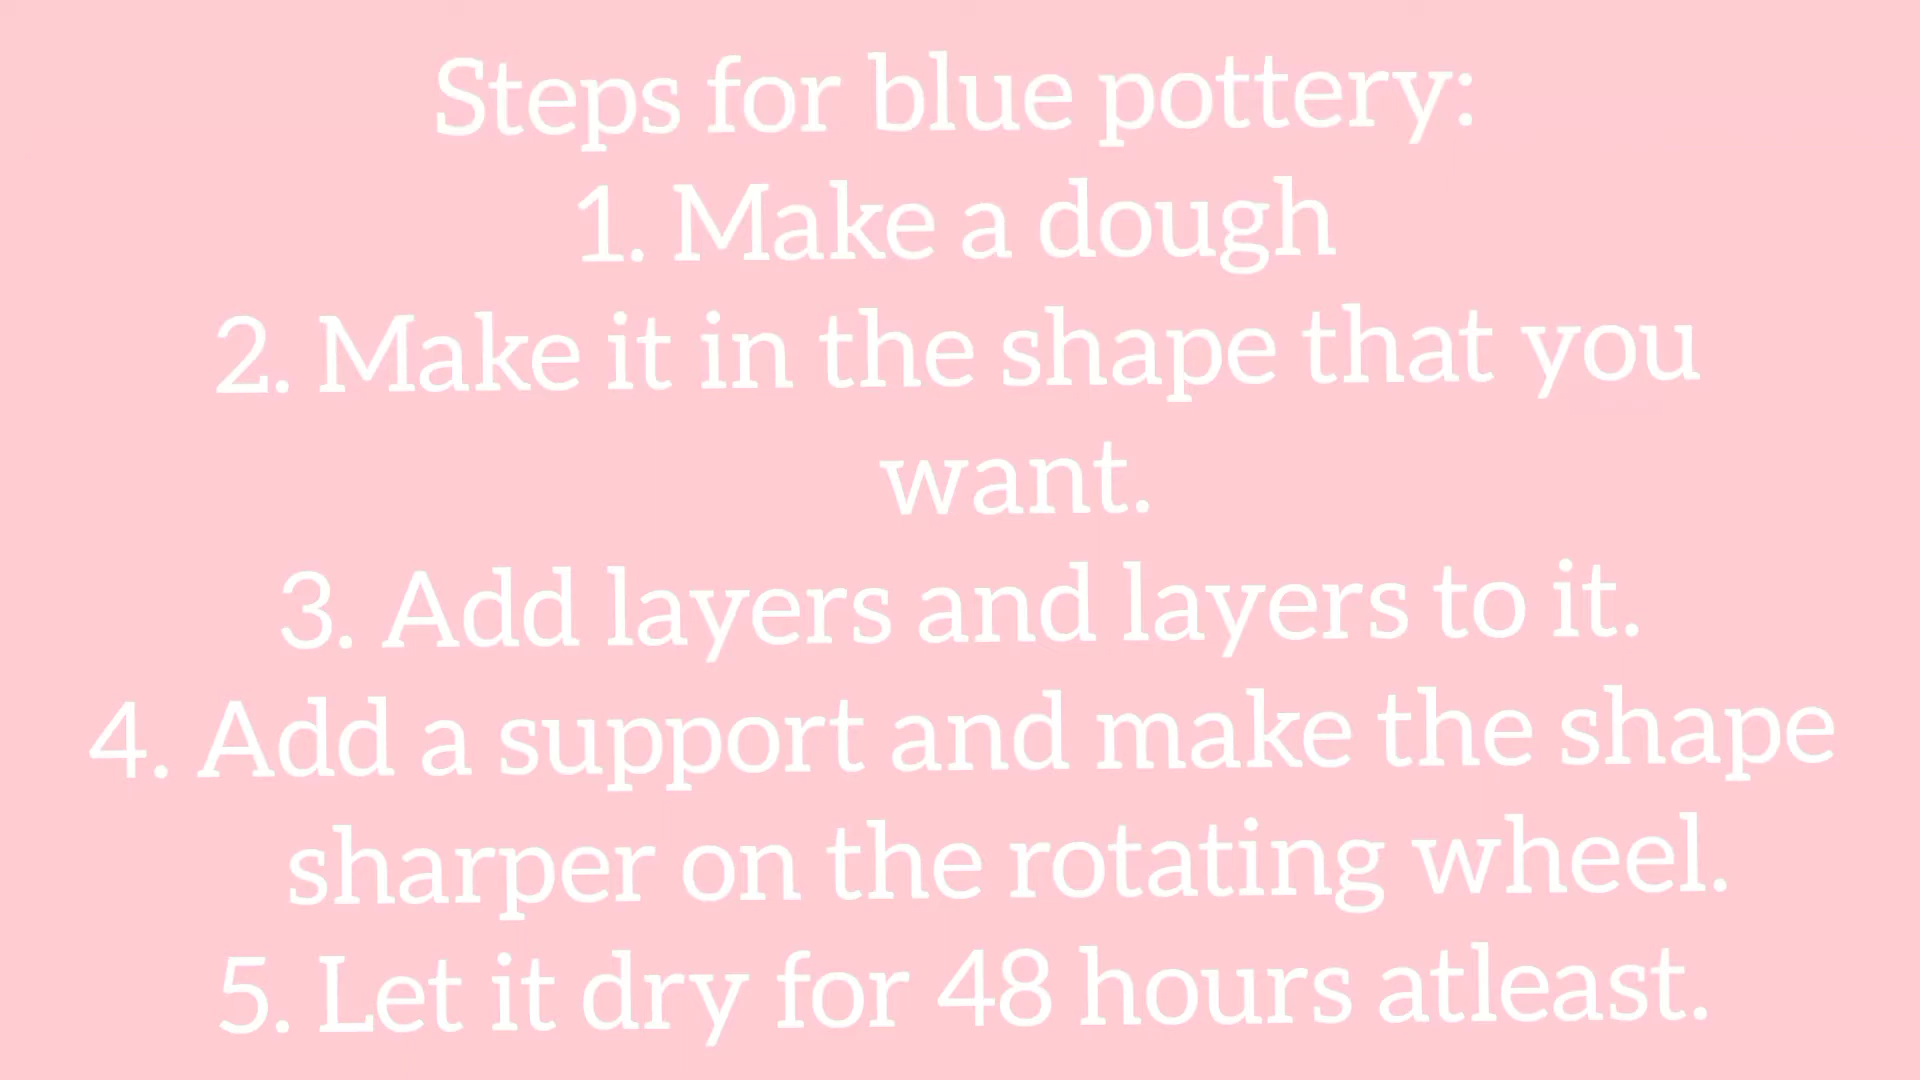 Steps for blue pottery:
1. Make a dough
2. Make it in the shape that you
want.
3. Add layers and layers to it.
4. Add a support and make the shape
sharper on the rotating wheel.
5. Let it dry for 48 hours atleast.